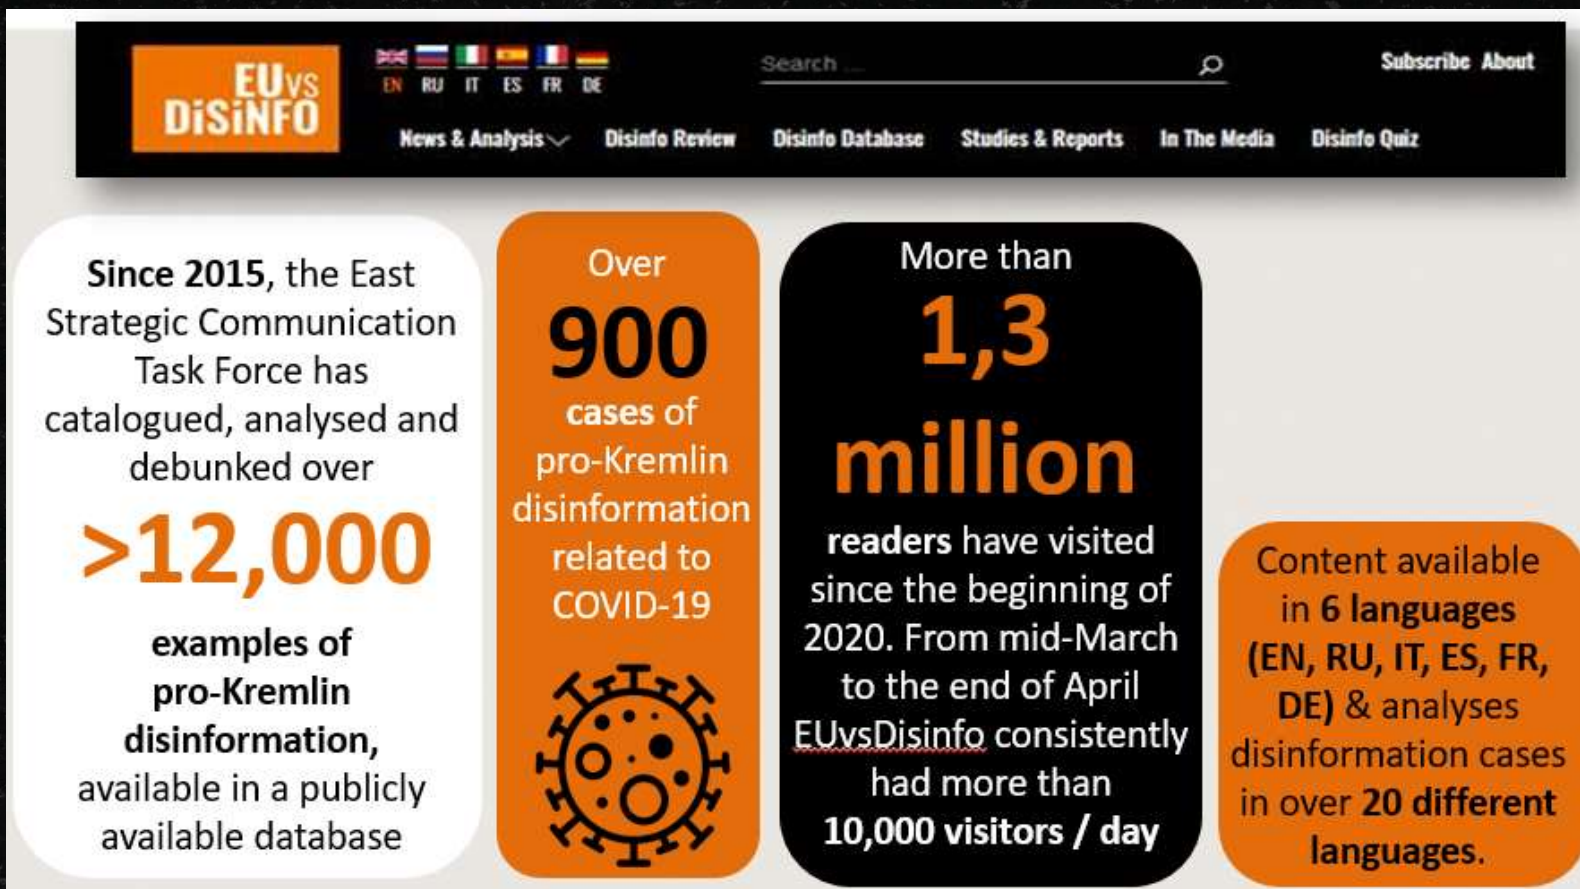 EUVS
DiSiNFO
EN RU IT ES FR DE
Search ...
Subscribe About
News & Analysis Disinfo Review Disinfo Database Studies & Reports In The Media Disinfo Quiz
Since 2015, the East
Strategic Communication
Task Force has
catalogued, analysed and
debunked over
>12,000
examples of
pro-Kremlin
disinformation,
available in a publicly
available database
Over
900
cases of
pro-Kremlin
disinformation
related to
COVID-19
More than
1,3
million
readers have visited
since the beginning of
2020. From mid-March
to the end of April
EUvsDisinfo consistently
had more than
10,000 visitors / day
Content available
in 6 languages
(EN, RU, IT, ES, FR,
DE) & analyses
disinformation cases
in over 20 different
languages.